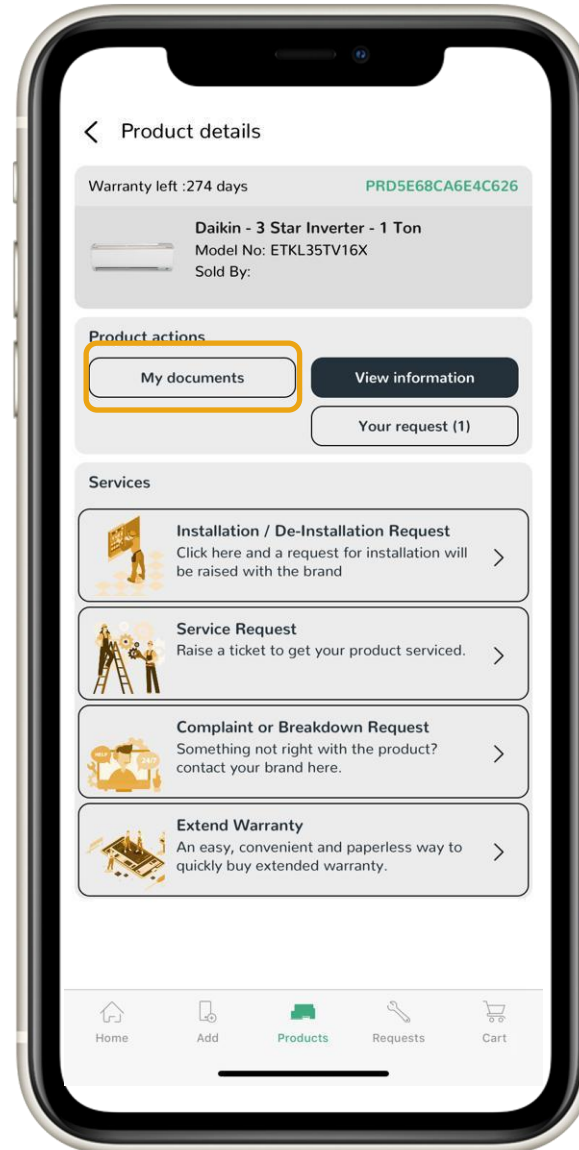 Product details
Warranty left :274 days
PRD5E68CA6E4C626
Daikin - 3 Star Inverter - 1 Ton
Model No: ETKL35TV16X
Sold By:
Product actions
My documents
View information
Your request (1)
Services
Installation / De-Installation Request
Click here and a request for installation will
be raised with the brand
Service Request
Raise a ticket to get your product serviced.
HELP
24/7
Complaint or Breakdown Request
Something not right with the product?
contact your brand here.
Extend Warranty
An easy, convenient and paperless way to
quickly buy extended warranty.
Home
Add
Products
Requests
Cart